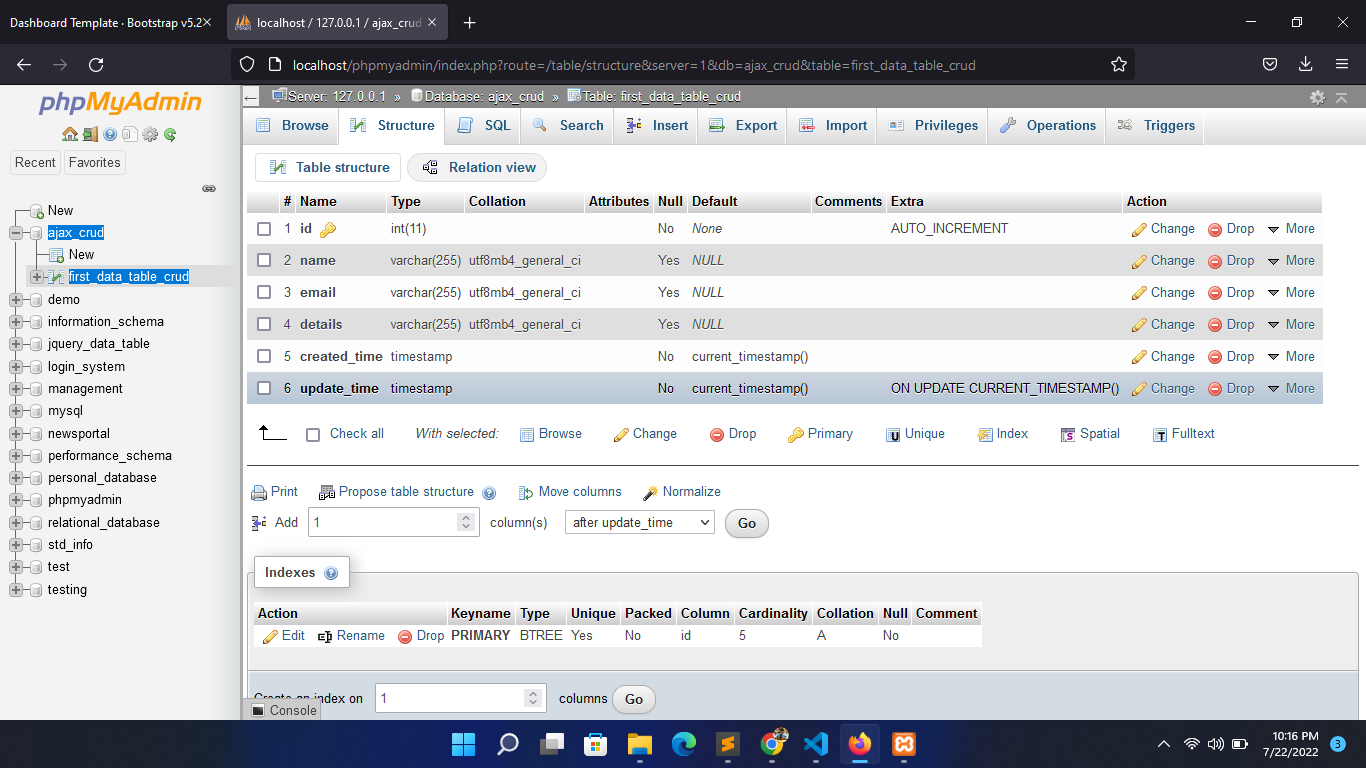 Dashboard Template · Bootstrap v5.2
localhost / 127.0.0.1 / ajax_crud
localhost/phpmyadmin/index.php?route=/table/structure&server=1&db=ajax_crud&table=first_data_table_crud
phpMyAdmin
Recent Favorites
New
ajax_crud
New
first_data_table_crud
demo
information_schema
jquery_data_table
login_system
management
mysql
newsportal
performance_schema
personal_database
phpmyadmin
relational_database
std_info
test
testing
Server: 127.0.0.1 » Database: ajax_crud » Table: first_data_table_crud
Browse Structure SQL Search Insert Export Import Privileges Operations Triggers
Table structure Relation view
# Name Type Collation Attributes Null Default Comments Extra Action
1 id int(11) No None AUTO_INCREMENT Change Drop More
2 name varchar(255) utf8mb4_general_ci Yes NULL Change Drop More
3 email varchar(255) utf8mb4_general_ci Yes NULL Change Drop More
4 details varchar(255) utf8mb4_general_ci Yes NULL Change Drop More
5 created_time timestamp No current_timestamp() Change Drop More
6 update_time timestamp No current_timestamp() ON UPDATE CURRENT_TIMESTAMP() Change Drop More
Check all With selected: Browse Change Drop Primary Unique Index Spatial Fulltext
Print Propose table structure Move columns Normalize
Add 1 column(s) after update_time Go
Indexes
Action Keyname Type Unique Packed Column Cardinality Collation Null Comment
Edit Rename Drop PRIMARY BTREE Yes No id 5 A No
Create an index on 1 columns Go
Console
10:16 PM
7/22/2022
3